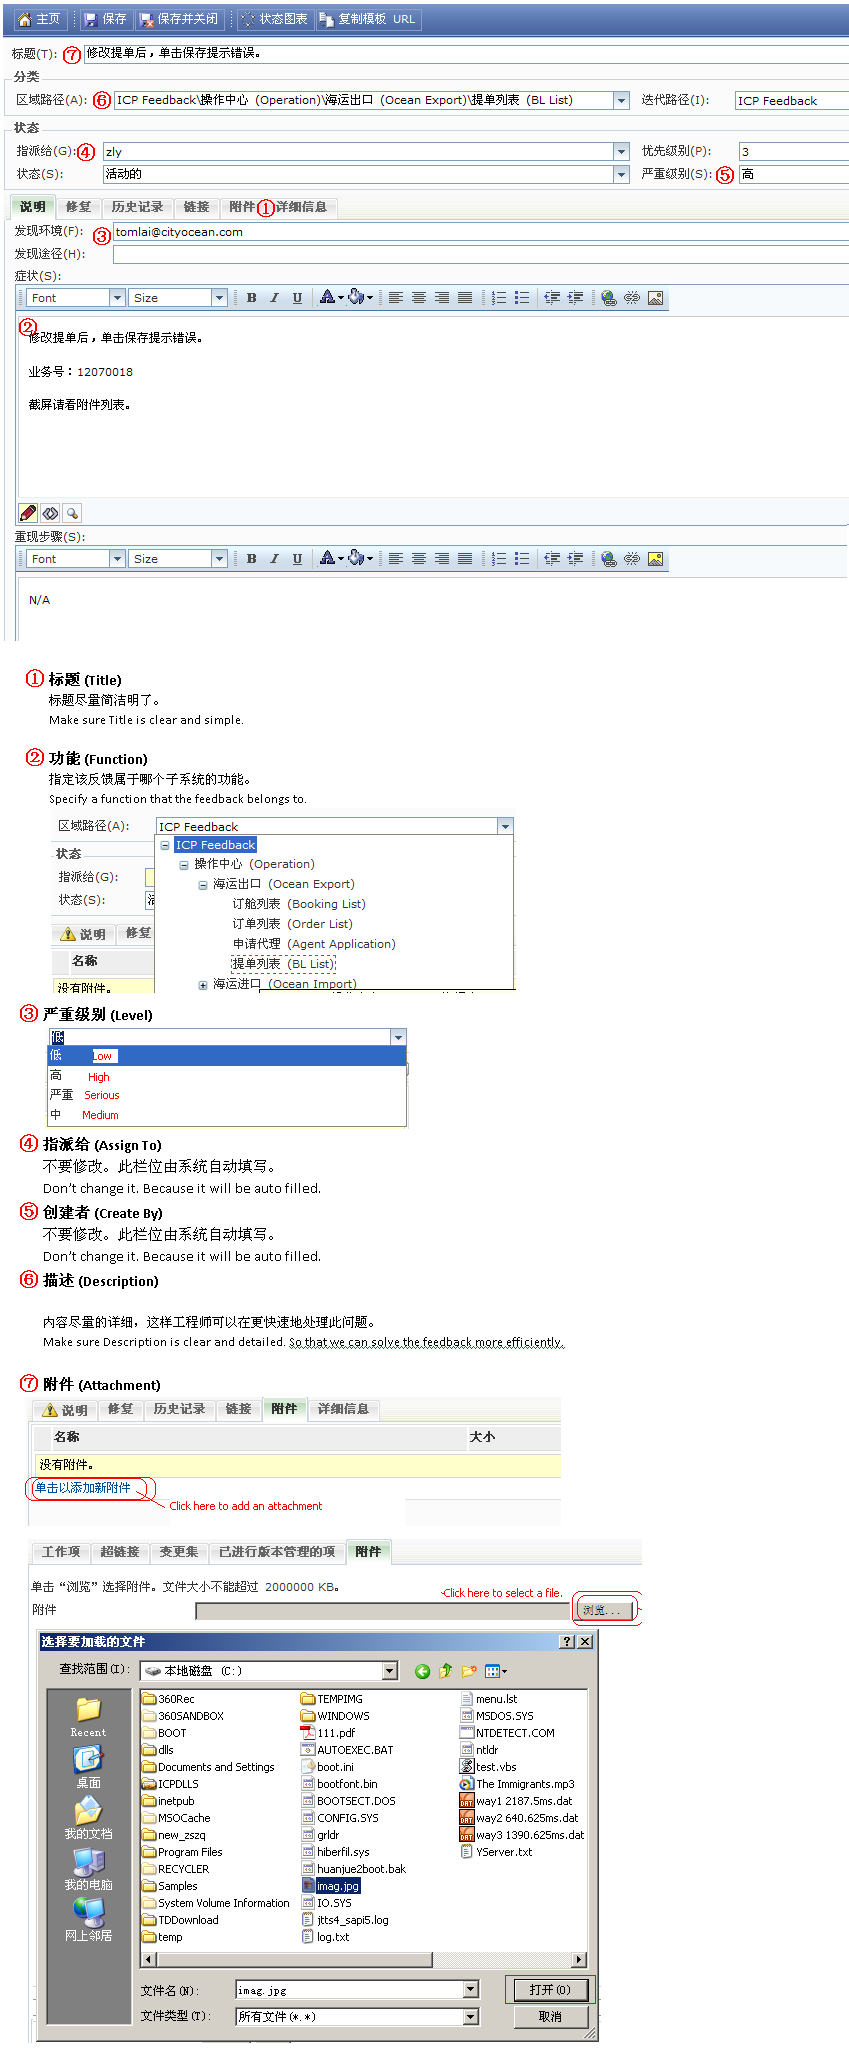 主页 保存 保存并关闭 状态图表 复制模板 URL
标题(T): ⑦ 修改提单后，单击保存提示错误。
分类
区域路径(A): ⑥ ICP Feedback\操作中心 (Operation)\海运出口 (Ocean Export)\提单列表 (BL List) 迭代路径(I): ICP Feedback
状态
指派给(G): ④ zly 优先级别(P): 3
状态(S): 活动的 严重级别(S): ⑤ 高
说明 修复 历史记录 链接 附件 ① 详细信息
发现环境(F): ③ tomlai@cityocean.com
发现途径(H):
症状(S):
Font Size B I U A
②
修改提单后，单击保存提示错误。
业务号：12070018
截屏请看附件列表。
重现步骤(S):
Font Size B I U A
N/A
① 标题 (Title)
标题尽量简洁明了。
Make sure Title is clear and simple.
② 功能 (Function)
指定该反馈属于哪个子系统的功能。
Specify a function that the feedback belongs to.
区域路径(A): ICP Feedback
ICP Feedback
状态
操作中心 (Operation)
指派给(G):
海运出口 (Ocean Export)
状态(S): 活
订舱列表 (Booking List)
订单列表 (Order List)
说明 修复
申请代理 (Agent Application)
名称
提单列表 (BL List)
没有附件。
海运进口 (Ocean Import)
③ 严重级别 (Level)
低
低 Low
高 High
严重 Serious
中 Medium
④ 指派给 (Assign To)
不要修改。此栏位由系统自动填写。
Don’t change it. Because it will be auto filled.
⑤ 创建者 (Create By)
不要修改。此栏位由系统自动填写。
Don’t change it. Because it will be auto filled.
⑥ 描述 (Description)
内容尽量的详细，这样工程师可以在更快速地处理此问题。
Make sure Description is clear and detailed. So that we can solve the feedback more efficiently.
⑦ 附件 (Attachment)
说明 修复 历史记录 链接 附件 详细信息
名称 大小
没有附件。
单击以添加新附件
Click here to add an attachment
工作项 超链接 变更集 已进行版本管理的项 附件
单击“浏览”选择附件。文件大小不能超过 2000000 KB。
Click here to select a file.
附件 浏览...
选择要加载的文件
查找范围(I): 本地磁盘 (C:)
Recent
桌面
我的文档
我的电脑
网上邻居
360Rec TEMPIMG menu.lst
360SANDBOX WINDOWS MSDOS.SYS
BOOT 111.pdf NTDETECT.COM
dlls AUTOEXEC.BAT ntldr
Documents and Settings boot.ini test.vbs
ICPDLLS bootfont.bin The Immigrants.mp3
inetpub BOOTSECT.DOS way1 2187.5ms.dat
MSOCache CONFIG.SYS way2 640.625ms.dat
new_zszq grldr way3 1390.625ms.dat
Program Files hiberfil.sys YServer.txt
RECYCLER huanjue2boot.bak
Samples imag.jpg
System Volume Information IO.SYS
TDDownload jtts4_sapi5.log
temp log.txt
文件名(N): imag.jpg 打开(O)
文件类型(T): 所有文件(*.*) 取消